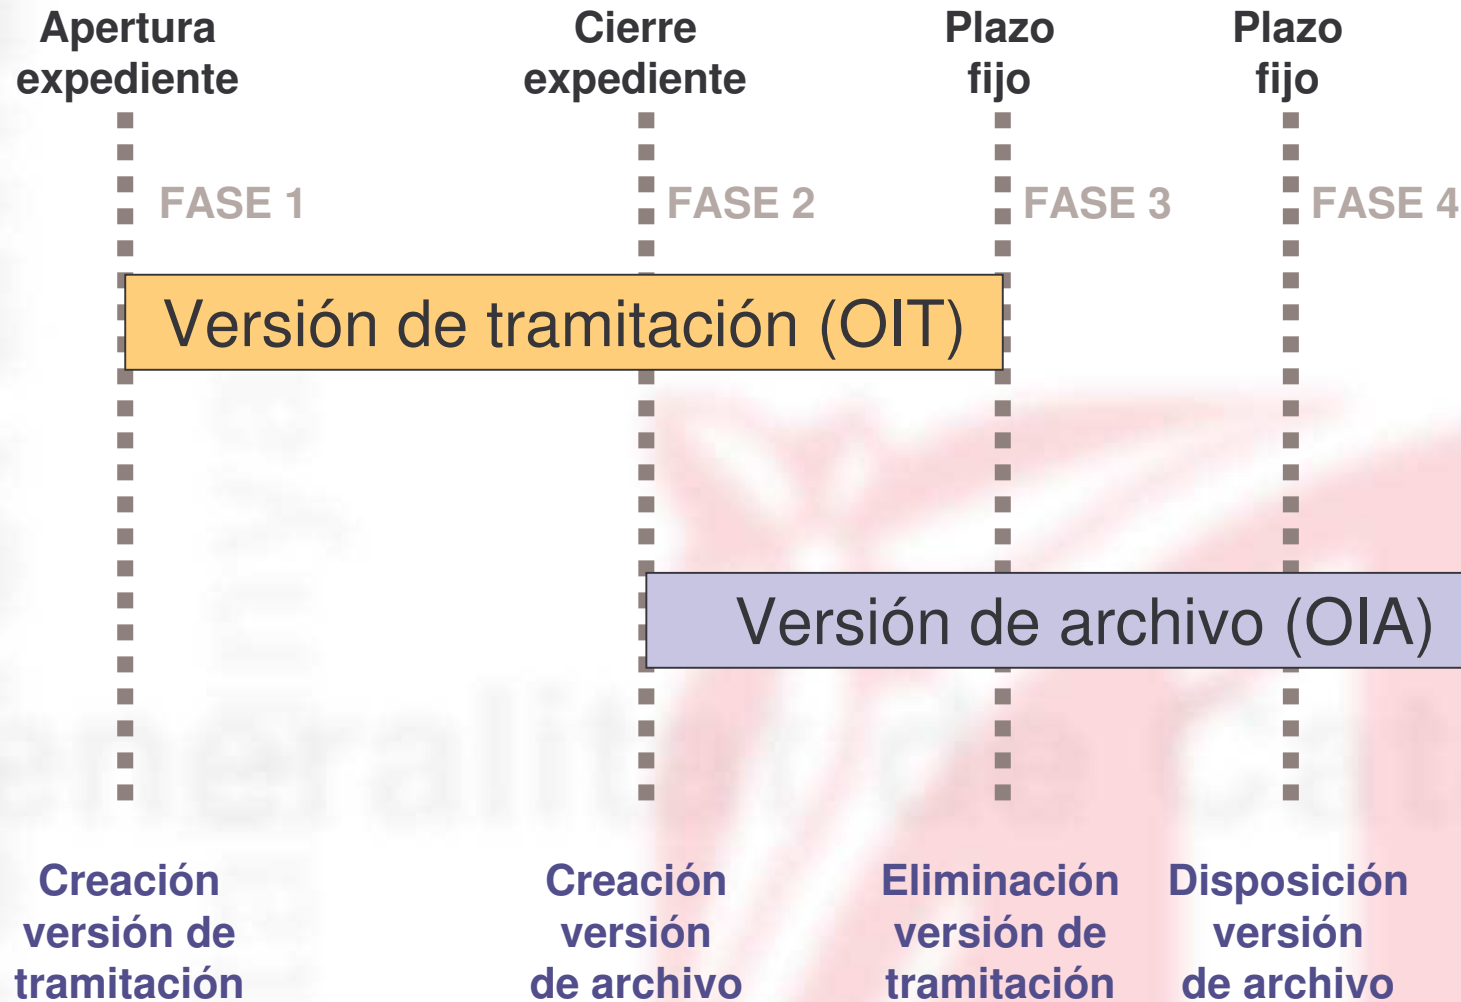 Apertura
expediente
Cierre
expediente
Plazo
fijo
Plazo
fijo
FASE 1
FASE 2
FASE 3
FASE 4
Versión de tramitación (OIT)
Versión de archivo (OIA)
Creación
versión de
tramitación
Creación
versión
de archivo
Eliminación
versión de
tramitación
Disposición
versión
de archivo